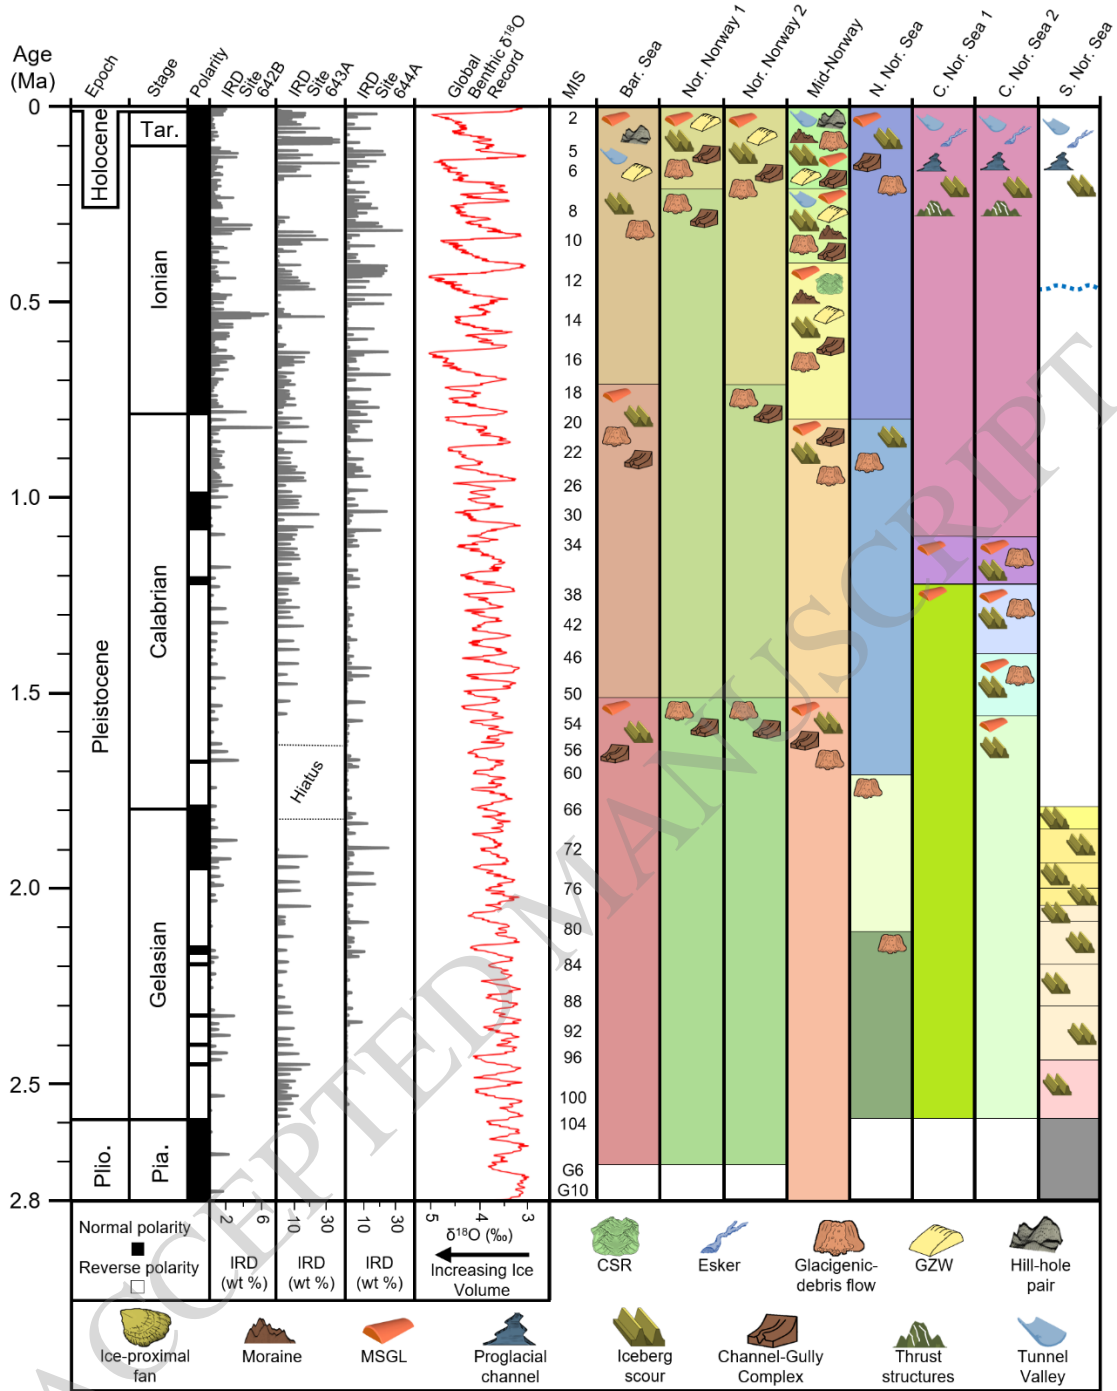 Age
(Ma)
Epoch
Stage
Polarity
IRD
Site
642B
IRD
Site
643A
IRD
Site
644A
Global
Benthic δ¹⁸O
Record
MIS
Bar. Sea
Nor. Norway 1
Nor. Norway 2
Mid-Norway
N. Nor. Sea
C. Nor. Sea 1
C. Nor. Sea 2
S. Nor. Sea
0
0.5
1.0
1.5
2.0
2.5
2.8
Holocene
Pleistocene
Plio.
Tar.
Ionian
Calabrian
Gelasian
Pia.
Hiatus
2
5
6
8
10
12
14
16
18
20
22
26
30
34
38
42
46
50
54
56
60
66
72
76
80
84
88
92
96
100
104
G6
G10
Normal polarity
Reverse polarity
2 6
IRD
(wt %)
10 30
IRD
(wt %)
10 30
IRD
(wt %)
5 4 3
δ¹⁸O (‰)
Increasing Ice
Volume
CSR
Esker
Glacigenic-
debris flow
GZW
Hill-hole
pair
Ice-proximal
fan
Moraine
MSGL
Proglacial
channel
Iceberg
scour
Channel-Gully
Complex
Thrust
structures
Tunnel
Valley
ACCEPTED MANUSCRIPT